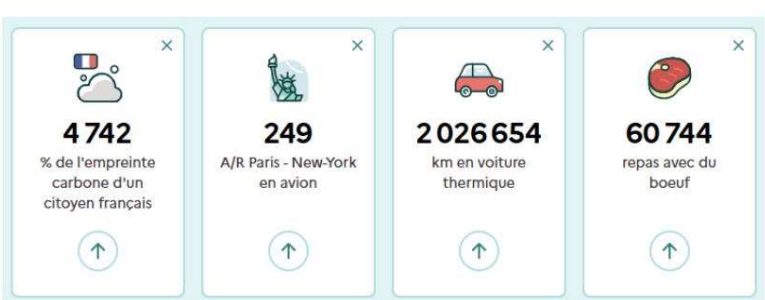 4 742
% de l'empreinte
carbone d'un
citoyen français
249
A/R Paris - New-York
en avion
2 026 654
km en voiture
thermique
60 744
repas avec du
boeuf